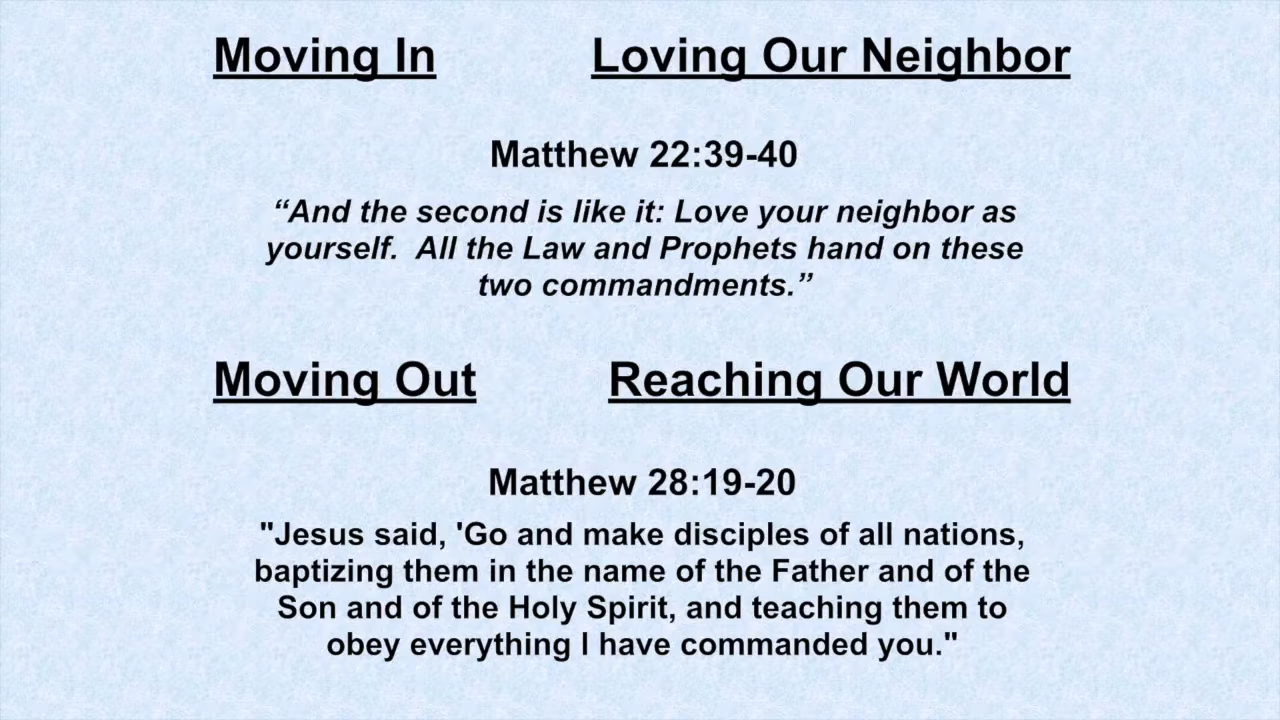 Moving In Loving Our Neighbor
Matthew 22:39-40
“And the second is like it: Love your neighbor as
yourself.  All the Law and Prophets hand on these
two commandments.”
Moving Out Reaching Our World
Matthew 28:19-20
"Jesus said, 'Go and make disciples of all nations,
baptizing them in the name of the Father and of the
Son and of the Holy Spirit, and teaching them to
obey everything I have commanded you."